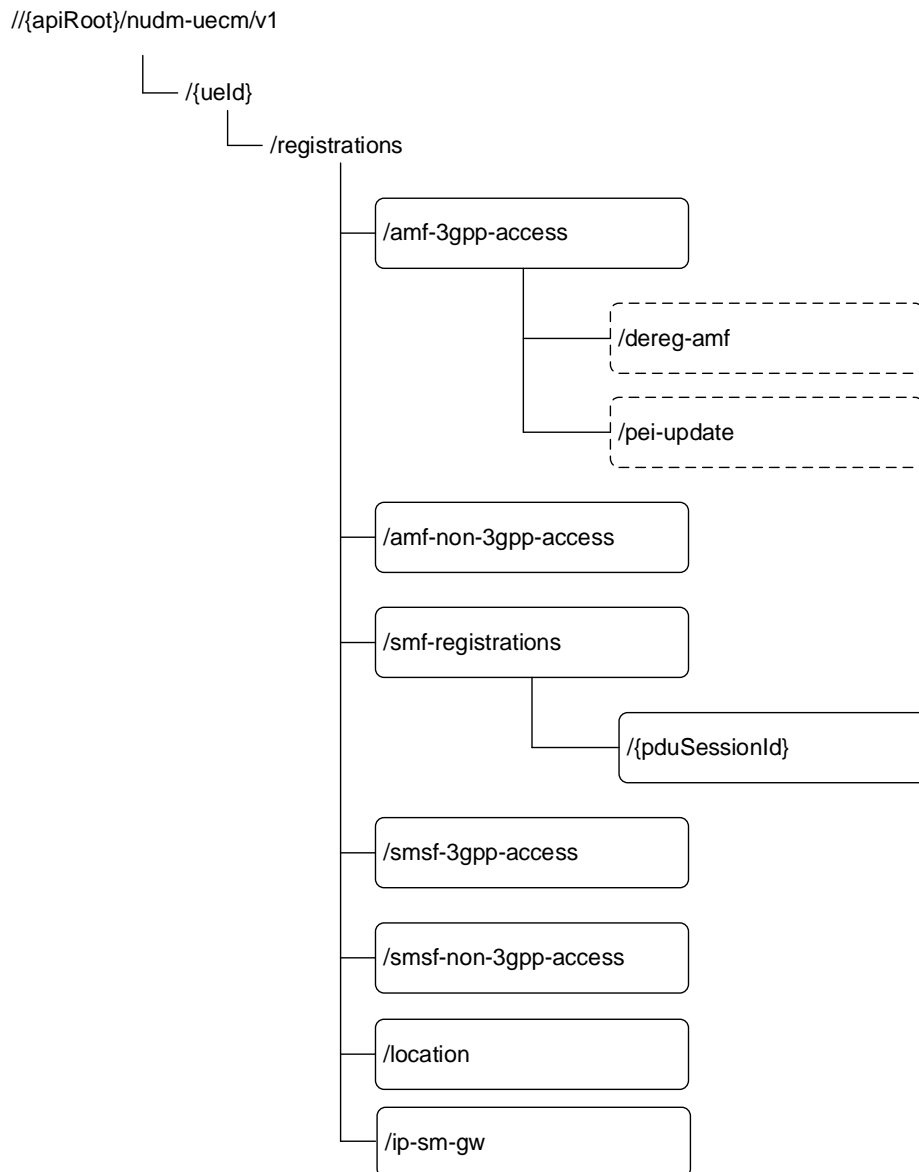 //{apiRoot}/nudm-uecm/v1
/{ueId}
/registrations
/amf-3gpp-access
/dereg-amf
/pei-update
/amf-non-3gpp-access
/smf-registrations
/{pduSessionId}
/smsf-3gpp-access
/smsf-non-3gpp-access
/location
/ip-sm-gw